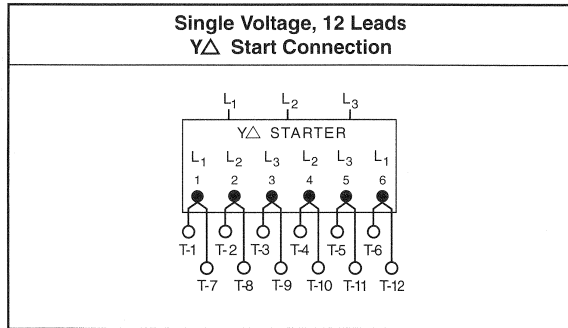 Single Voltage, 12 Leads
Y△ Start Connection
L1 L2 L3
Y△ STARTER
L1 L2 L3 L2 L3 L1
1 2 3 4 5 6
T-1 T-2 T-3 T-4 T-5 T-6
T-7 T-8 T-9 T-10 T-11 T-12